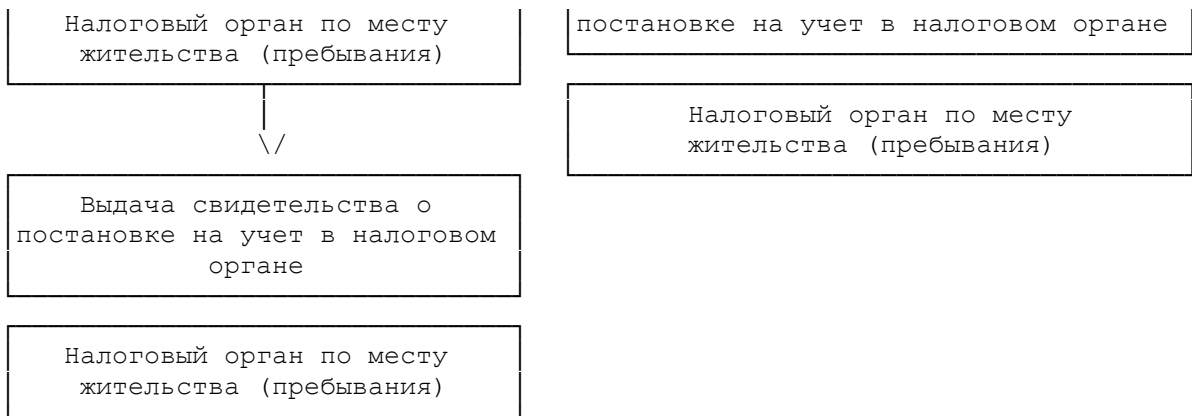 Налоговый орган по месту
жительства (пребывания)
\/
Выдача свидетельства о
постановке на учет в налоговом
органе
Налоговый орган по месту
жительства (пребывания)
постановке на учет в налоговом органе
Налоговый орган по месту
жительства (пребывания)